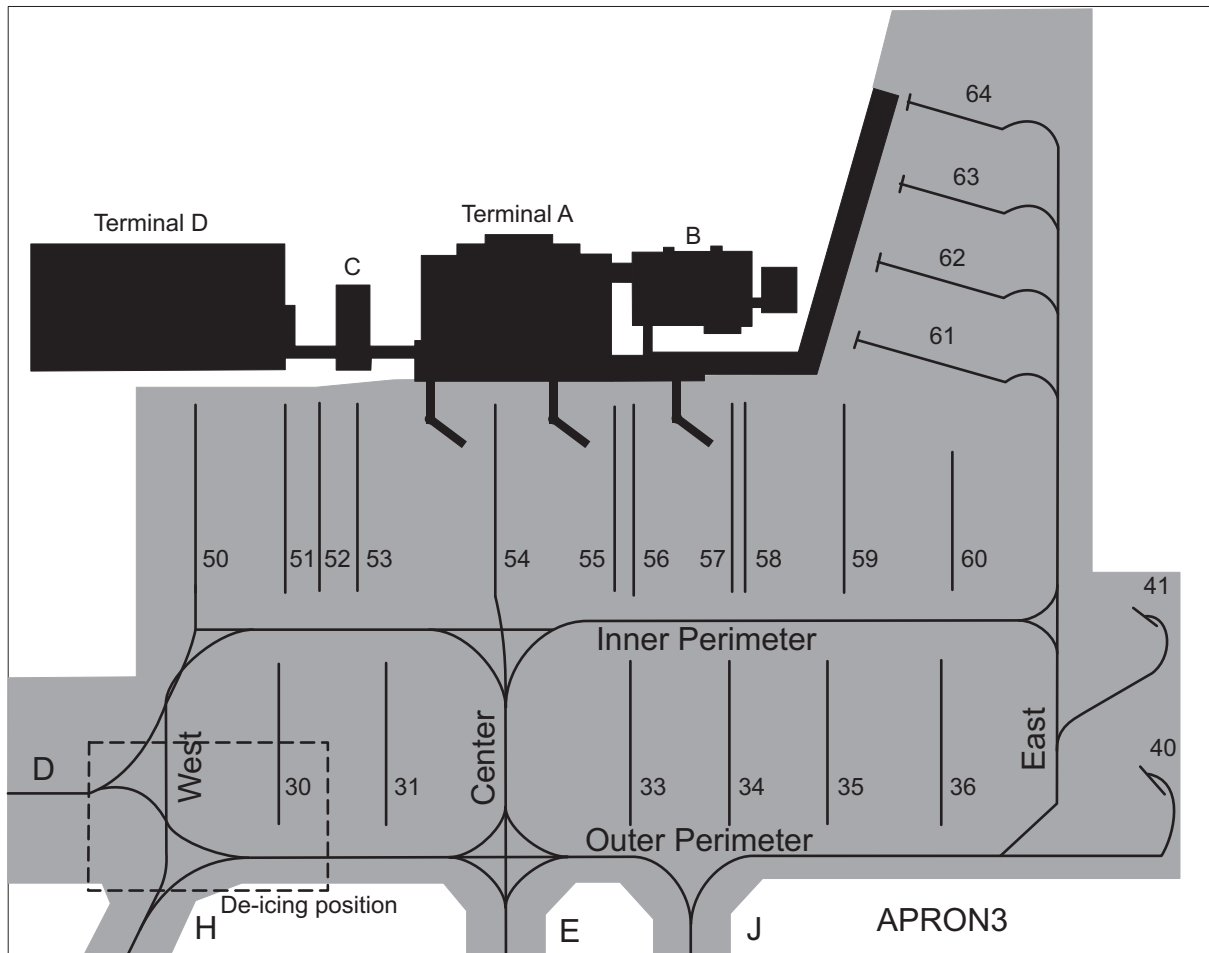 64
63
62
61
Terminal D
C
Terminal A
B
50
51
52
53
54
55
56
57
58
59
60
41
40
Inner Perimeter
D
West
30
31
Center
33
34
35
36
East
Outer Perimeter
De-icing position
H
E
J
APRON3